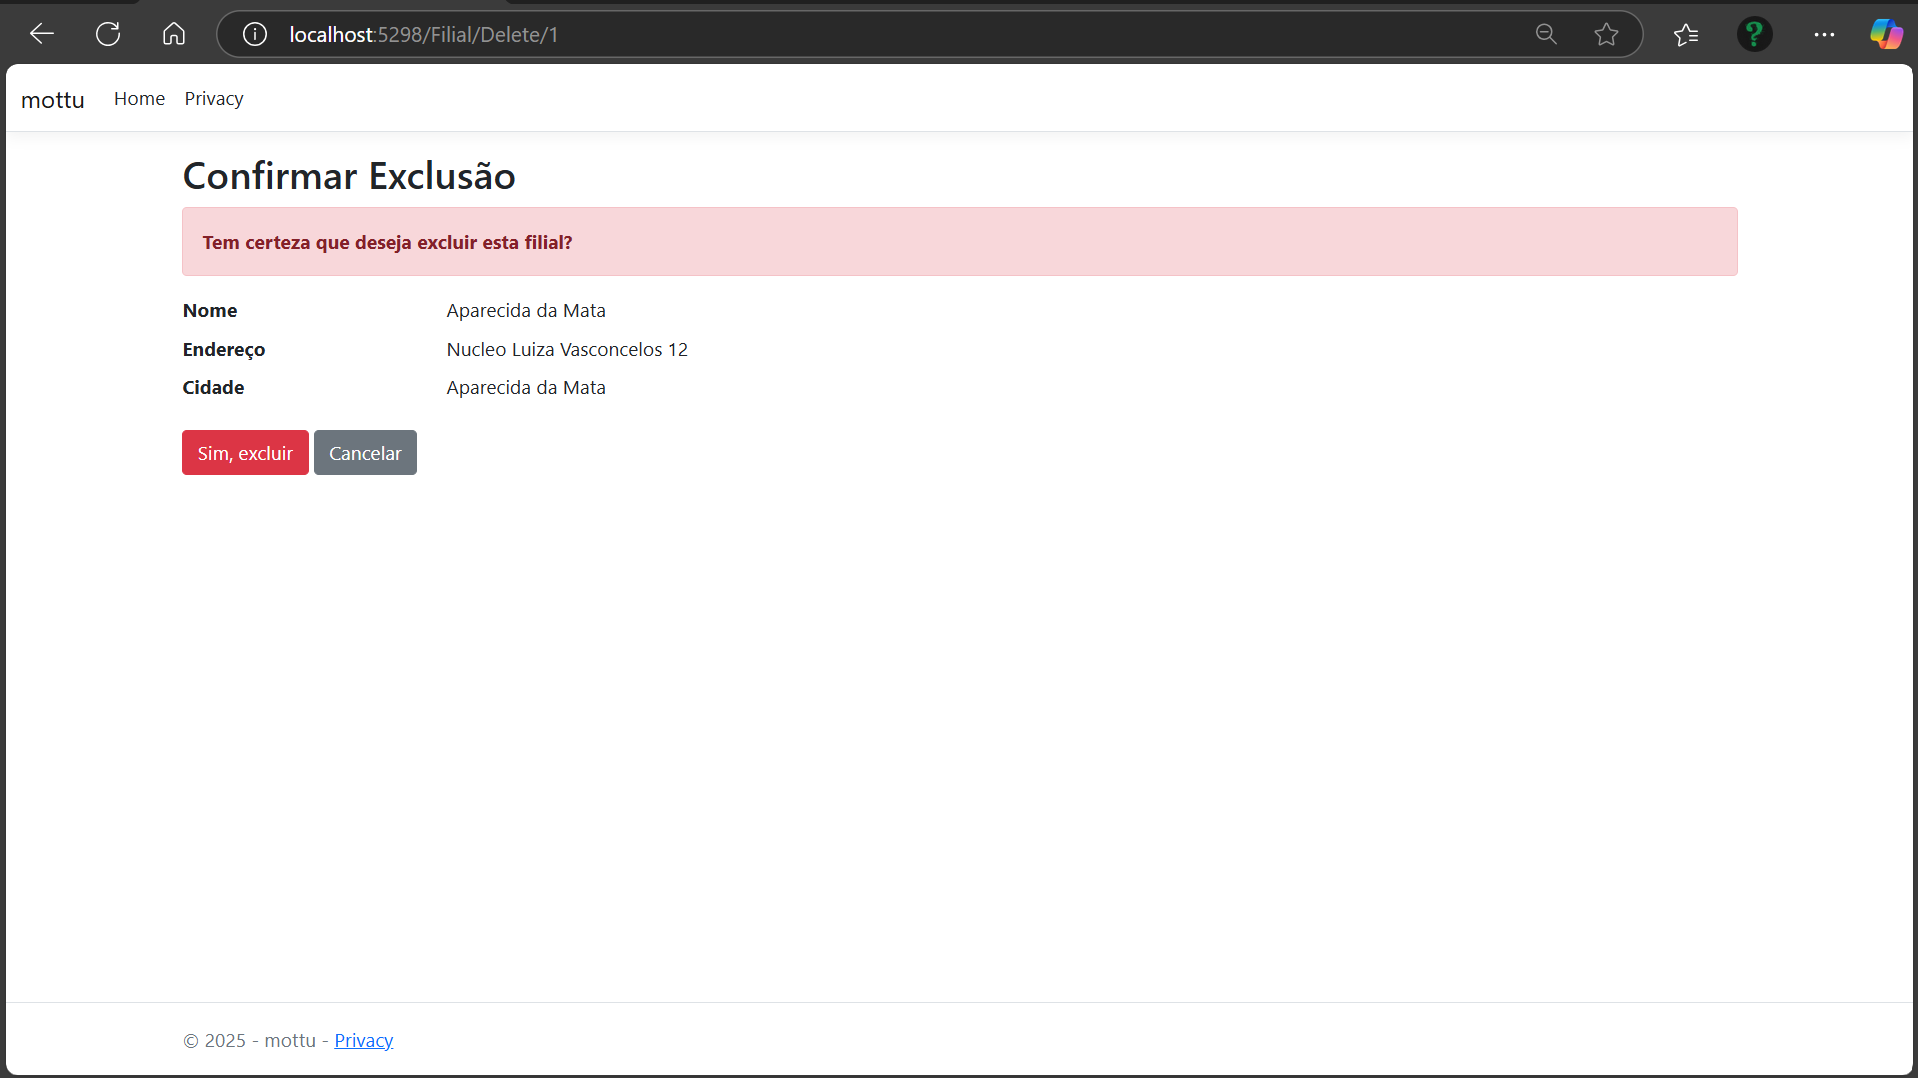 localhost:5298/Filial/Delete/1
mottu Home Privacy
Confirmar Exclusão
Tem certeza que deseja excluir esta filial?
Nome Aparecida da Mata
Endereço Nucleo Luiza Vasconcelos 12
Cidade Aparecida da Mata
Sim, excluir Cancelar
© 2025 - mottu - Privacy